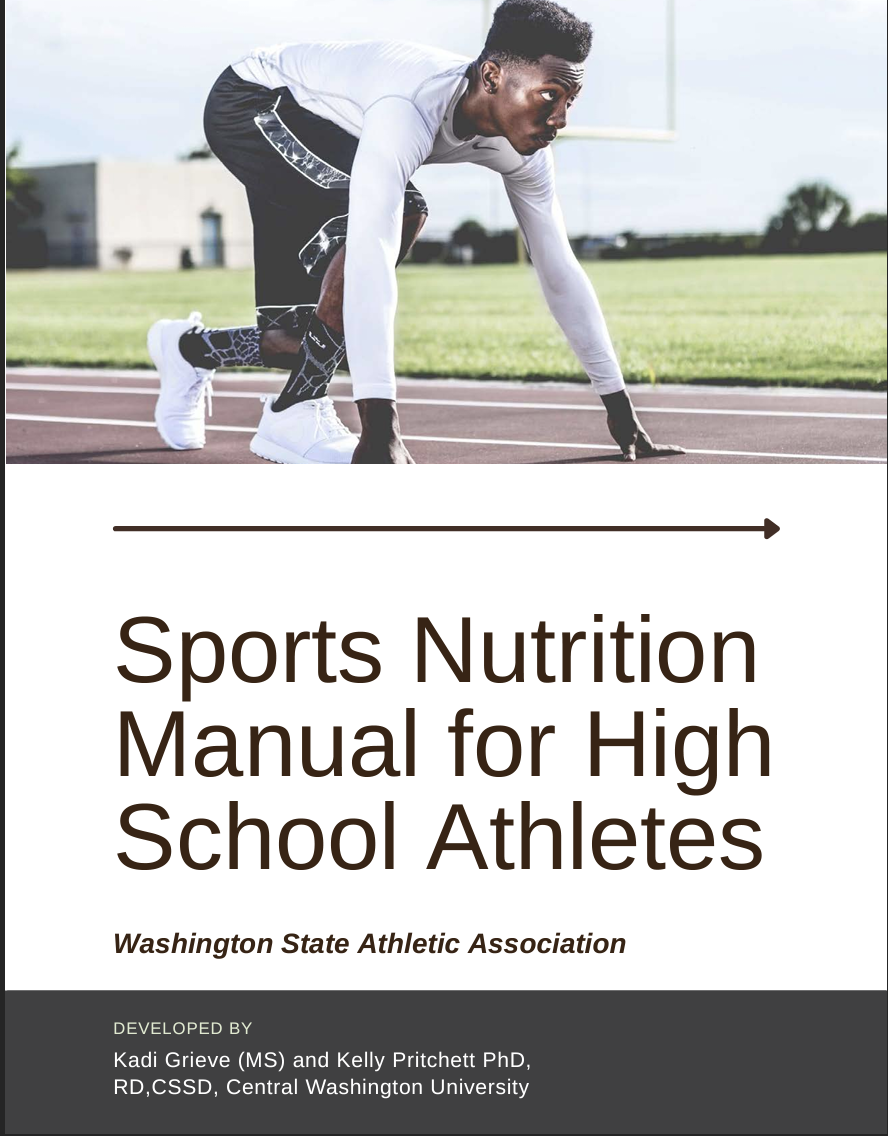 Sports Nutrition
Manual for High
School Athletes
Washington State Athletic Association
DEVELOPED BY
Kadi Grieve (MS) and Kelly Pritchett PhD,
RD,CSSD, Central Washington University